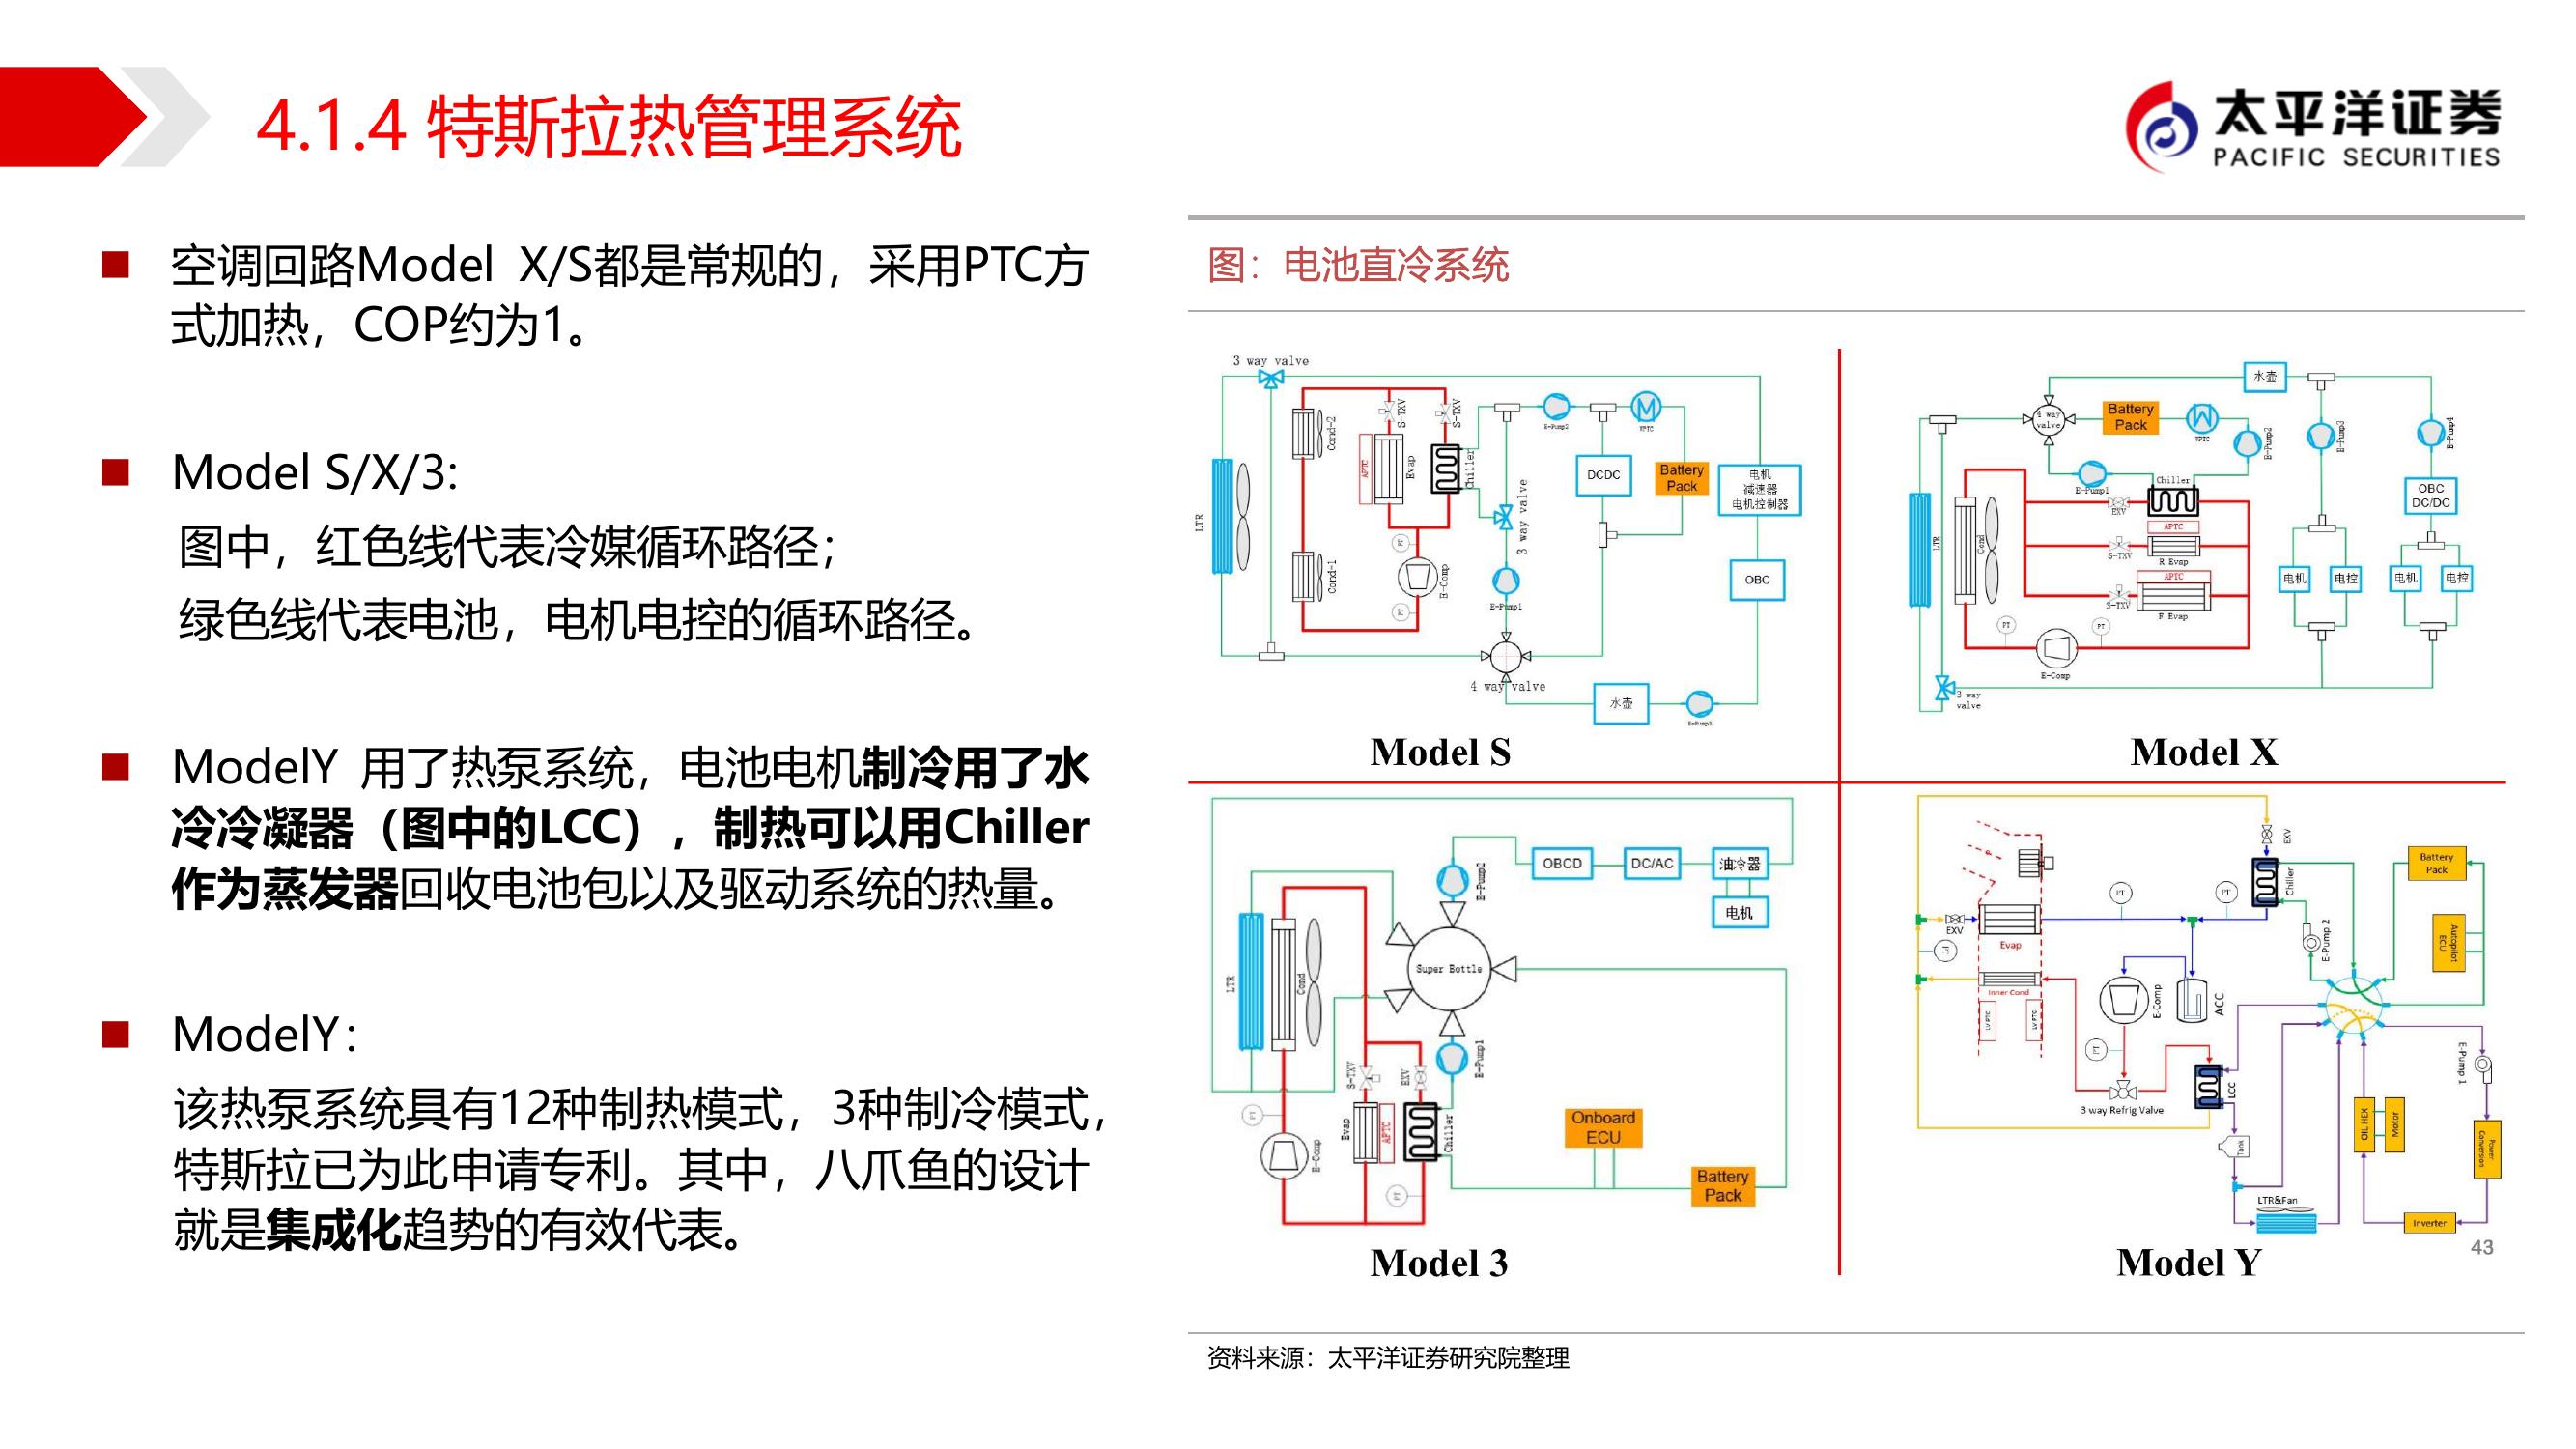 4.1.4 特斯拉热管理系统
太平洋证券
PACIFIC SECURITIES
空调回路Model X/S都是常规的，采用PTC方
式加热，COP约为1。
Model S/X/3:
图中，红色线代表冷媒循环路径；
绿色线代表电池，电机电控的循环路径。
ModelY 用了热泵系统，电池电机制冷用了水
冷冷凝器（图中的LCC），制热可以用Chiller
作为蒸发器回收电池包以及驱动系统的热量。
ModelY：
该热泵系统具有12种制热模式，3种制冷模式，
特斯拉已为此申请专利。其中，八爪鱼的设计
就是集成化趋势的有效代表。
图：电池直冷系统
3 way valve
LTR
Cond-2
Cond-1
S-TXV
S-TXV
APTC
Evap
Chiller
PT
PT
E-Comp
3 way valve
E-Pump1
4 way valve
E-Pump2
DCDC
Battery
Pack
电机
减速器
电机控制器
OBC
水壶
E-Pump3
Model S
水壶
4 way
valve
Battery
Pack
E-Pump2
E-Pump3
E-Pump4
E-Pump1
Chiller
EXV
APTC
S-TXV
R Evap
APTC
S-TXV
F Evap
LTR
Cond
PT
PT
E-Comp
3 way
valve
OBC
DC/DC
电机
电控
电机
电控
Model X
E-Pump2
OBCD
DC/AC
油冷器
电机
LTR
Cond
Super Bottle
E-Pump1
S-TXV
EXV
Evap
APTC
Chiller
PT
E-Comp
PT
Onboard
ECU
Battery
Pack
Model 3
EXV
Chiller
Battery
Pack
PT
PT
EXV
Evap
PT
Inner Cond
LV PTC
LV PTC
E-Comp
ACC
E-Pump 2
Autopilot
ECU
PT
3 way Refrig Valve
LCC
Tank
LTR&Fan
OIL HEX
Motor
E-Pump 1
Power
Conversion
Inverter
Model Y
43
资料来源：太平洋证券研究院整理